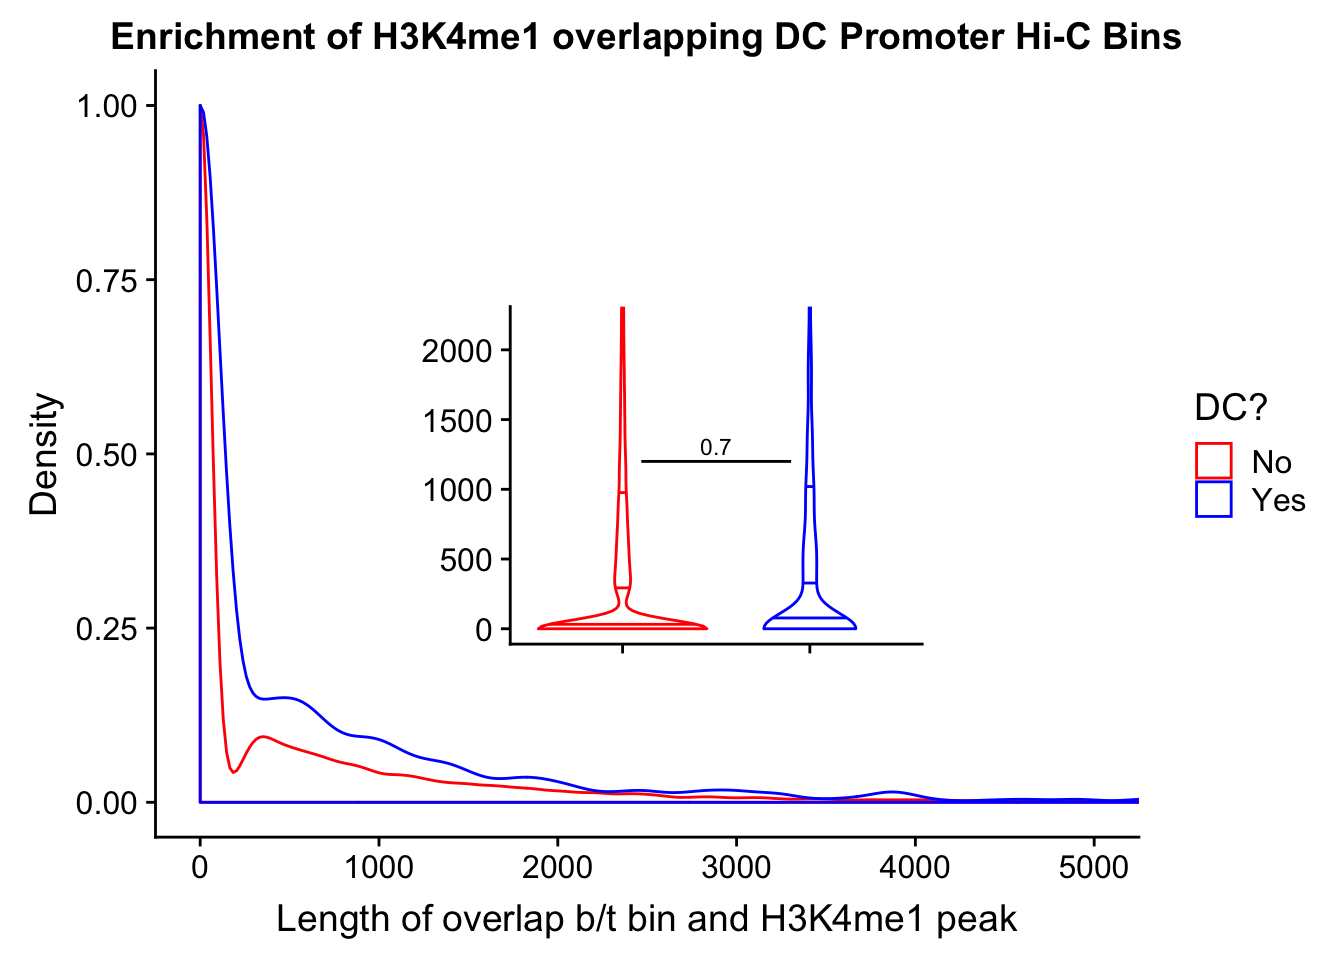 Enrichment of H3K4me1 overlapping DC Promoter Hi-C Bins
1.00
0.75
0.50
0.25
0.00
Density
2000
1500
1000
500
0
0.7
DC?
No
Yes
0 1000 2000 3000 4000 5000
Length of overlap b/t bin and H3K4me1 peak